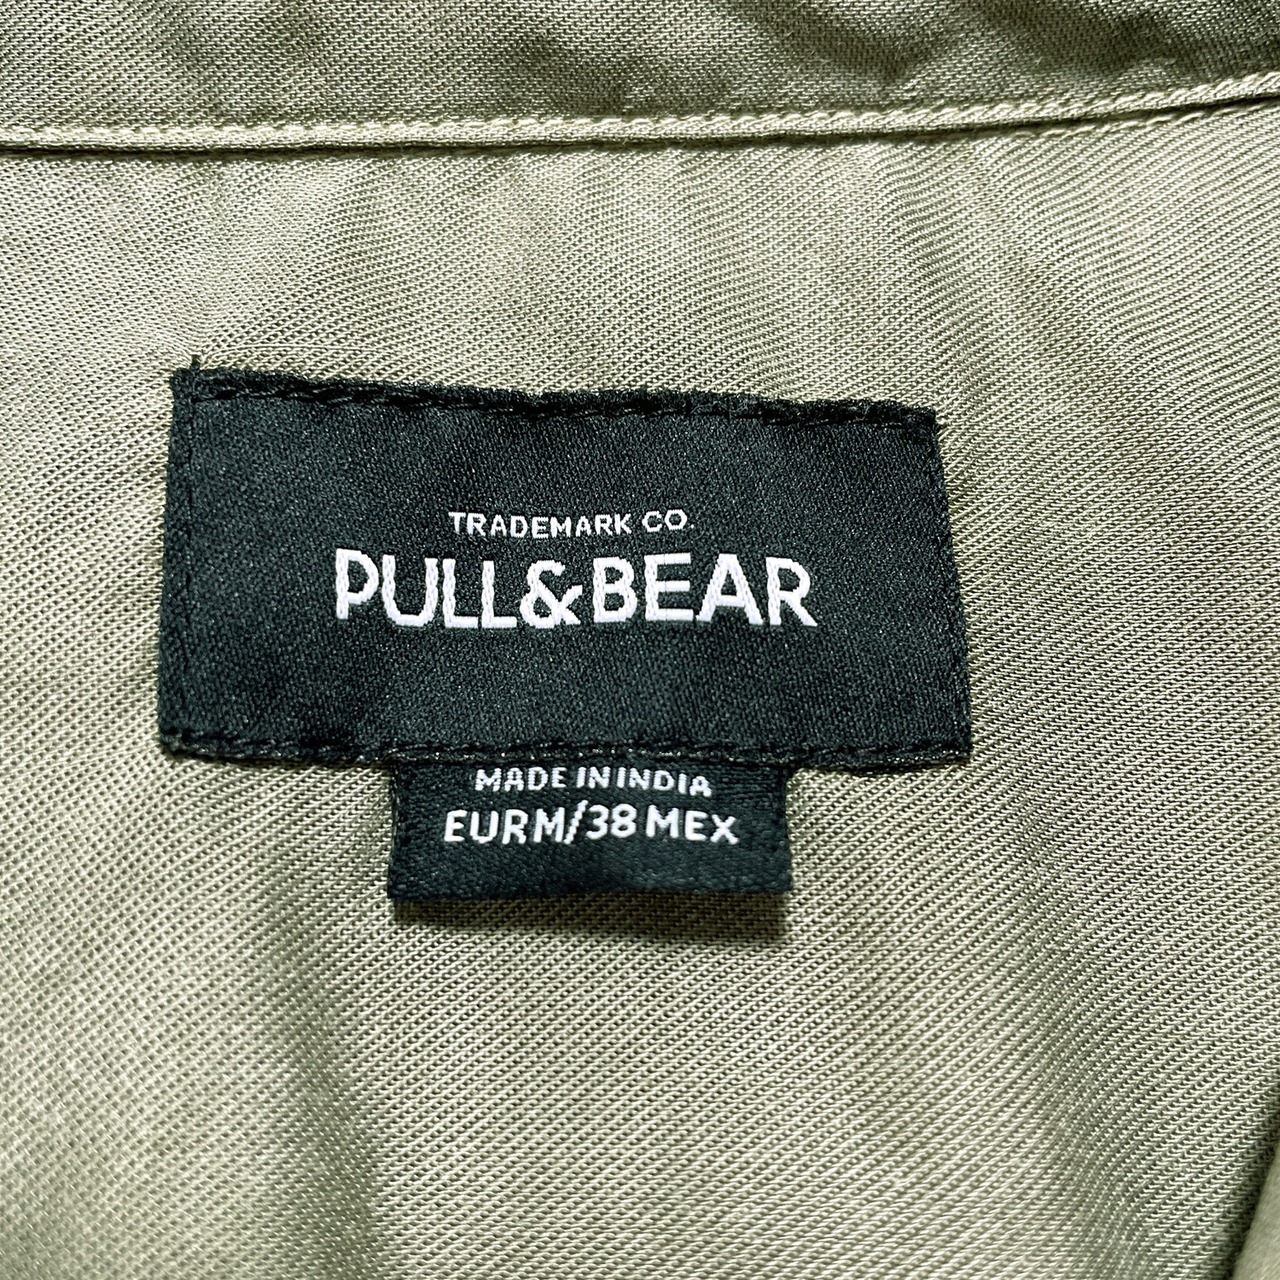 TRADEMARK CO.
PULL&BEAR
MADE IN INDIA
EUR M/38 MEX